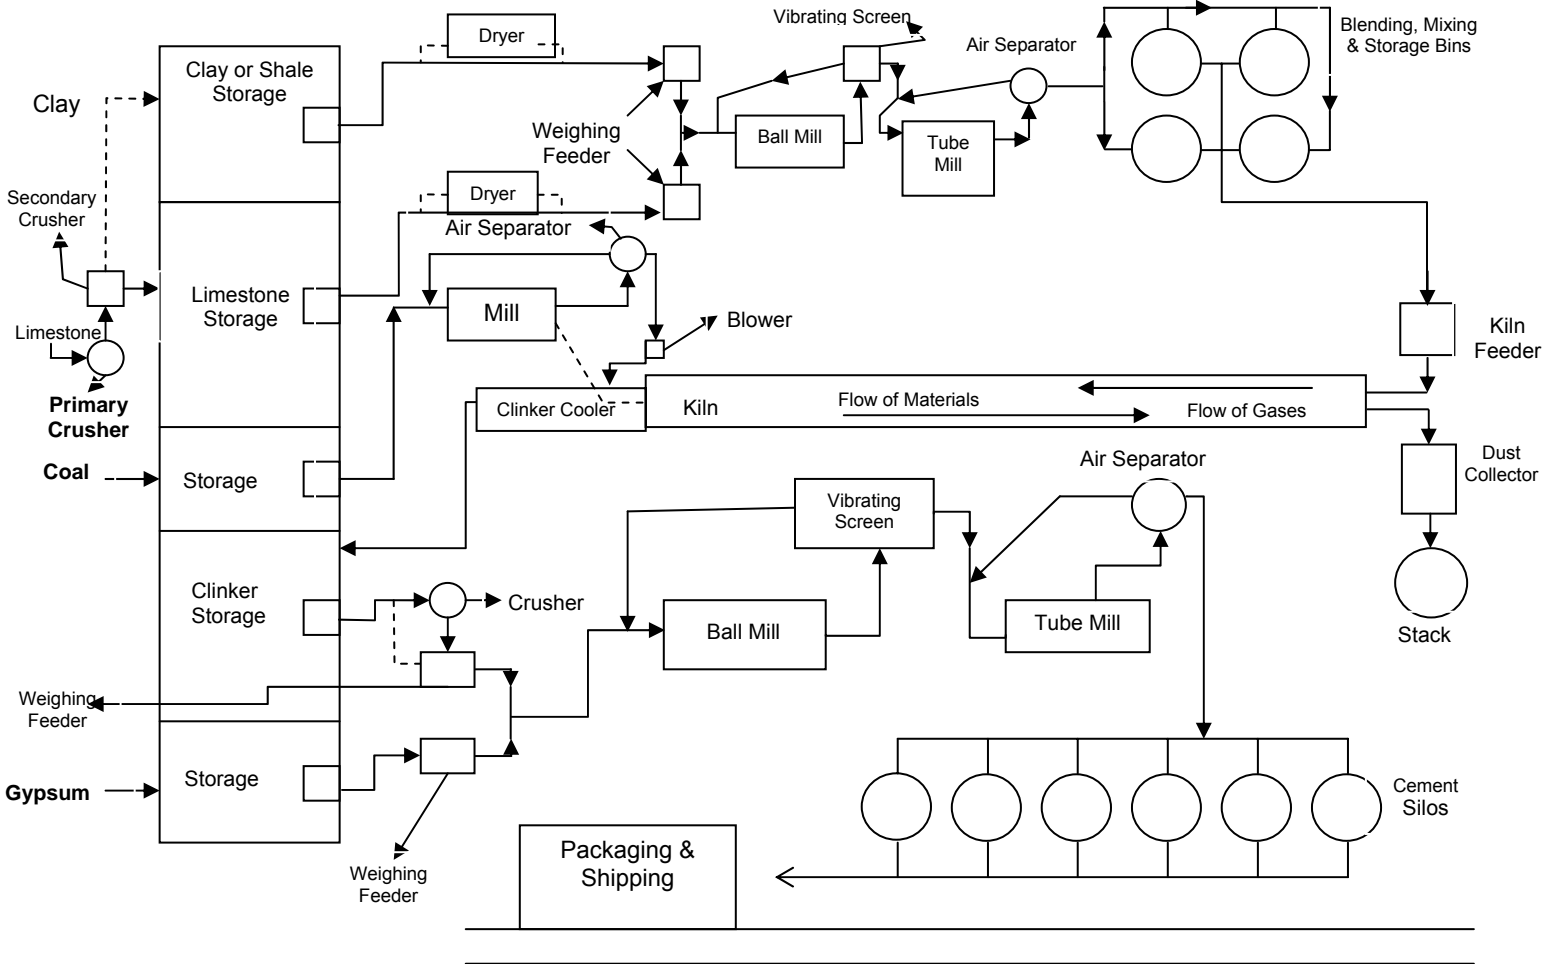 Vibrating Screen
Dryer
Air Separator
Blending, Mixing
& Storage Bins
Clay or Shale
Storage
Clay
Weighing
Feeder
Ball Mill
Tube
Mill
Secondary
Crusher
Dryer
Air Separator
Limestone
Storage
Mill
Blower
Limestone
Kiln
Feeder
Primary
Crusher
Clinker Cooler
Kiln
Flow of Materials
Flow of Gases
Coal
Storage
Air Separator
Dust
Collector
Vibrating
Screen
Clinker
Storage
Crusher
Ball Mill
Tube Mill
Stack
Weighing
Feeder
Gypsum
Storage
Cement
Silos
Weighing
Feeder
Packaging &
Shipping